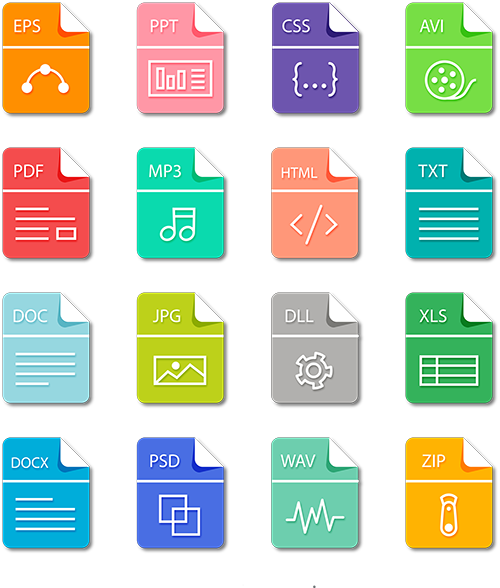 EPS PPT CSS AVI
PDF MP3 HTML TXT
DOC JPG DLL XLS
DOCX PSD WAV ZIP